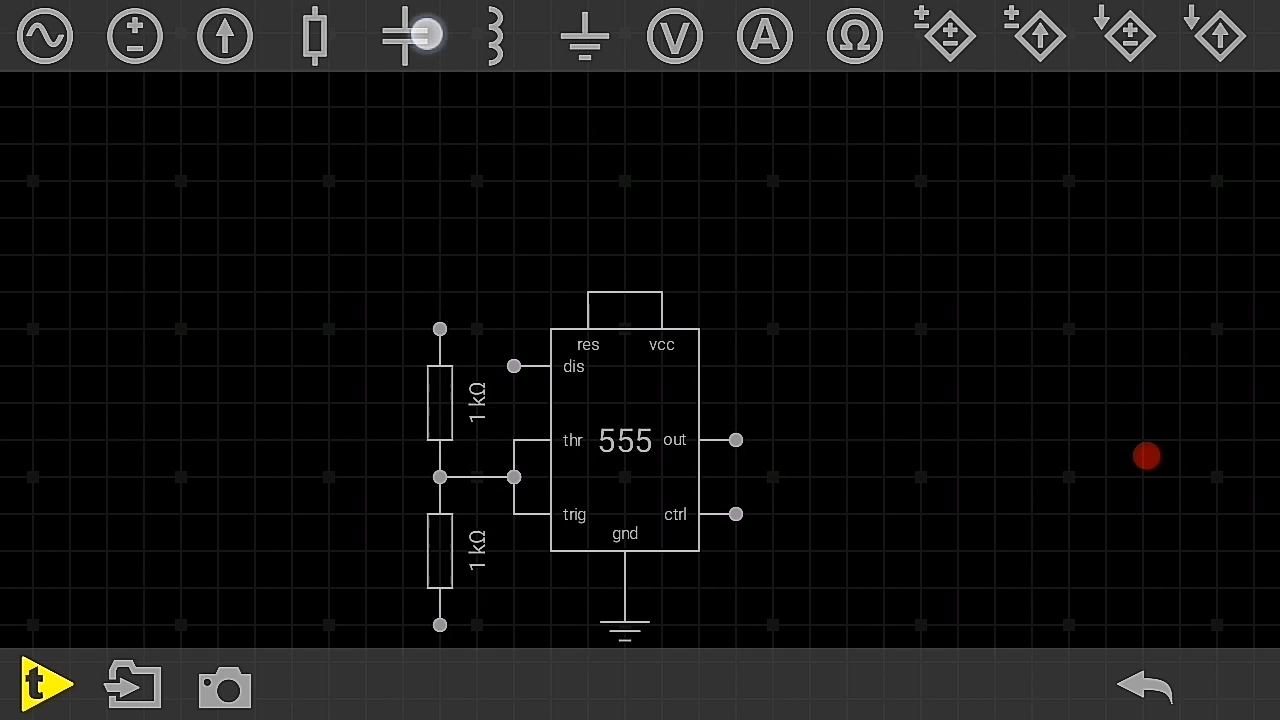 V A Ω
res vcc
dis
1 kΩ
thr 555 out
trig ctrl
gnd
1 kΩ
t